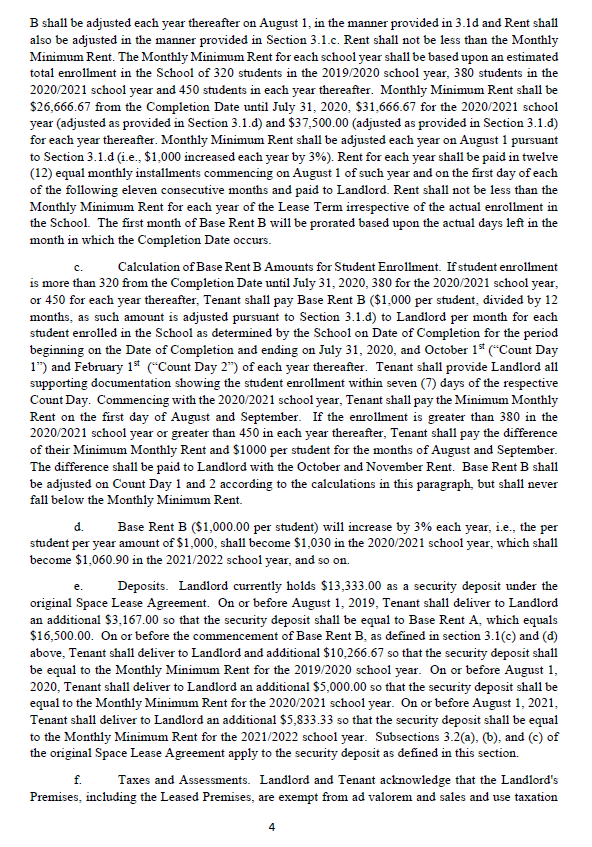 B shall be adjusted each year thereafter on August 1, in the manner provided in 3.1d and Rent shall
also be adjusted in the manner provided in Section 3.1.c. Rent shall not be less than the Monthly
Minimum Rent. The Monthly Minimum Rent for each school year shall be based upon an estimated
total enrollment in the School of 320 students in the 2019/2020 school year, 380 students in the
2020/2021 school year and 450 students in each year thereafter. Monthly Minimum Rent shall be
$26,666.67 from the Completion Date until July 31, 2020, $31,666.67 for the 2020/2021 school
year (adjusted as provided in Section 3.1.d) and $37,500.00 (adjusted as provided in Section 3.1.d)
for each year thereafter. Monthly Minimum Rent shall be adjusted each year on August 1 pursuant
to Section 3.1.d (i.e., $1,000 increased each year by 3%). Rent for each year shall be paid in twelve
(12) equal monthly installments commencing on August 1 of such year and on the first day of each
of the following eleven consecutive months and paid to Landlord. Rent shall not be less than the
Monthly Minimum Rent for each year of the Lease Term irrespective of the actual enrollment in
the School. The first month of Base Rent B will be prorated based upon the actual days left in the
month in which the Completion Date occurs.
c. Calculation of Base Rent B Amounts for Student Enrollment. If student enrollment
is more than 320 from the Completion Date until July 31, 2020, 380 for the 2020/2021 school year,
or 450 for each year thereafter, Tenant shall pay Base Rent B ($1,000 per student, divided by 12
months, as such amount is adjusted pursuant to Section 3.1.d) to Landlord per month for each
student enrolled in the School as determined by the School on Date of Completion for the period
beginning on the Date of Completion and ending on July 31, 2020, and October 1st (“Count Day
1”) and February 1st (“Count Day 2”) of each year thereafter. Tenant shall provide Landlord all
supporting documentation showing the student enrollment within seven (7) days of the respective
Count Day. Commencing with the 2020/2021 school year, Tenant shall pay the Minimum Monthly
Rent on the first day of August and September. If the enrollment is greater than 380 in the
2020/2021 school year or greater than 450 in each year thereafter, Tenant shall pay the difference
of their Minimum Monthly Rent and $1000 per student for the months of August and September.
The difference shall be paid to Landlord with the October and November Rent. Base Rent B shall
be adjusted on Count Day 1 and 2 according to the calculations in this paragraph, but shall never
fall below the Monthly Minimum Rent.
d. Base Rent B ($1,000.00 per student) will increase by 3% each year, i.e., the per
student per year amount of $1,000, shall become $1,030 in the 2020/2021 school year, which shall
become $1,060.90 in the 2021/2022 school year, and so on.
e. Deposits. Landlord currently holds $13,333.00 as a security deposit under the
original Space Lease Agreement. On or before August 1, 2019, Tenant shall deliver to Landlord
an additional $3,167.00 so that the security deposit shall be equal to Base Rent A, which equals
$16,500.00. On or before the commencement of Base Rent B, as defined in section 3.1(c) and (d)
above, Tenant shall deliver to Landlord and additional $10,266.67 so that the security deposit shall
be equal to the Monthly Minimum Rent for the 2019/2020 school year. On or before August 1,
2020, Tenant shall deliver to Landlord an additional $5,000.00 so that the security deposit shall be
equal to the Monthly Minimum Rent for the 2020/2021 school year. On or before August 1, 2021,
Tenant shall deliver to Landlord an additional $5,833.33 so that the security deposit shall be equal
to the Monthly Minimum Rent for the 2021/2022 school year. Subsections 3.2(a), (b), and (c) of
the original Space Lease Agreement apply to the security deposit as defined in this section.
f. Taxes and Assessments. Landlord and Tenant acknowledge that the Landlord's
Premises, including the Leased Premises, are exempt from ad valorem and sales and use taxation
4